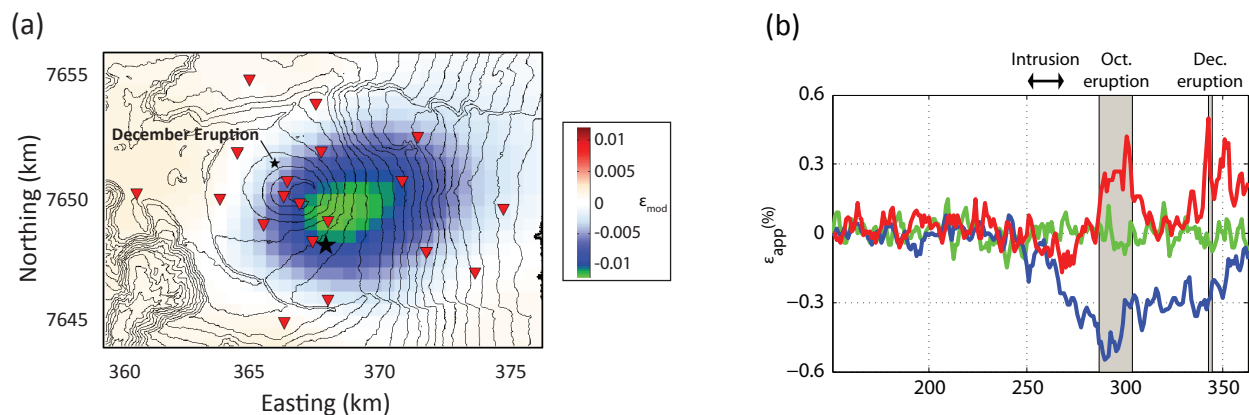 (a)
7655
7650
7645
Northing (km)
December Eruption
360
365
370
375
Easting (km)
0.01
0.005
0
-0.005
-0.01
εmod
(b)
Intrusion
Oct.
eruption
Dec.
eruption
0.6
0.3
0
−0.3
−0.6
εapp(%)
200
250
300
350